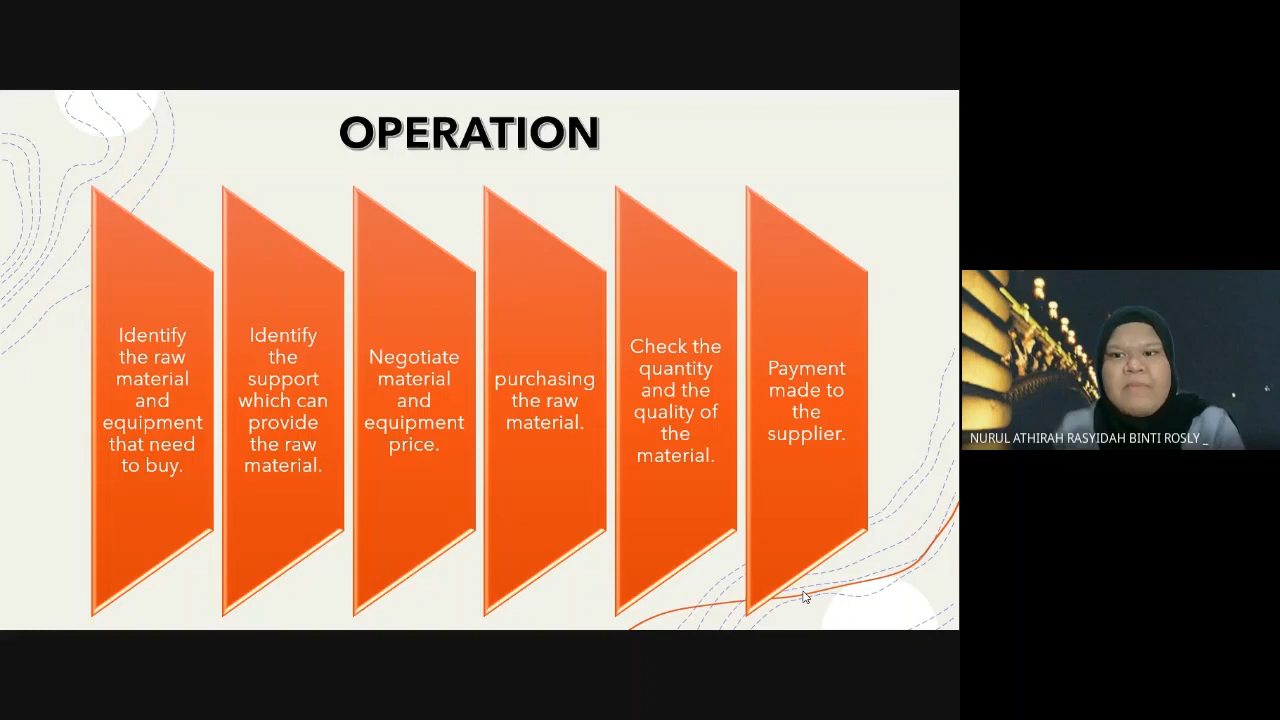 OPERATION
Identify
the raw
material
and
equipment
that need
to buy.
Identify
the
support
which can
provide
the raw
material.
Negotiate
material
and
equipment
price.
purchasing
the raw
material.
Check the
quantity
and the
quality of
the
material.
Payment
made to
the
supplier.
NURUL ATHIRAH RASYIDAH BINTI ROSLY _